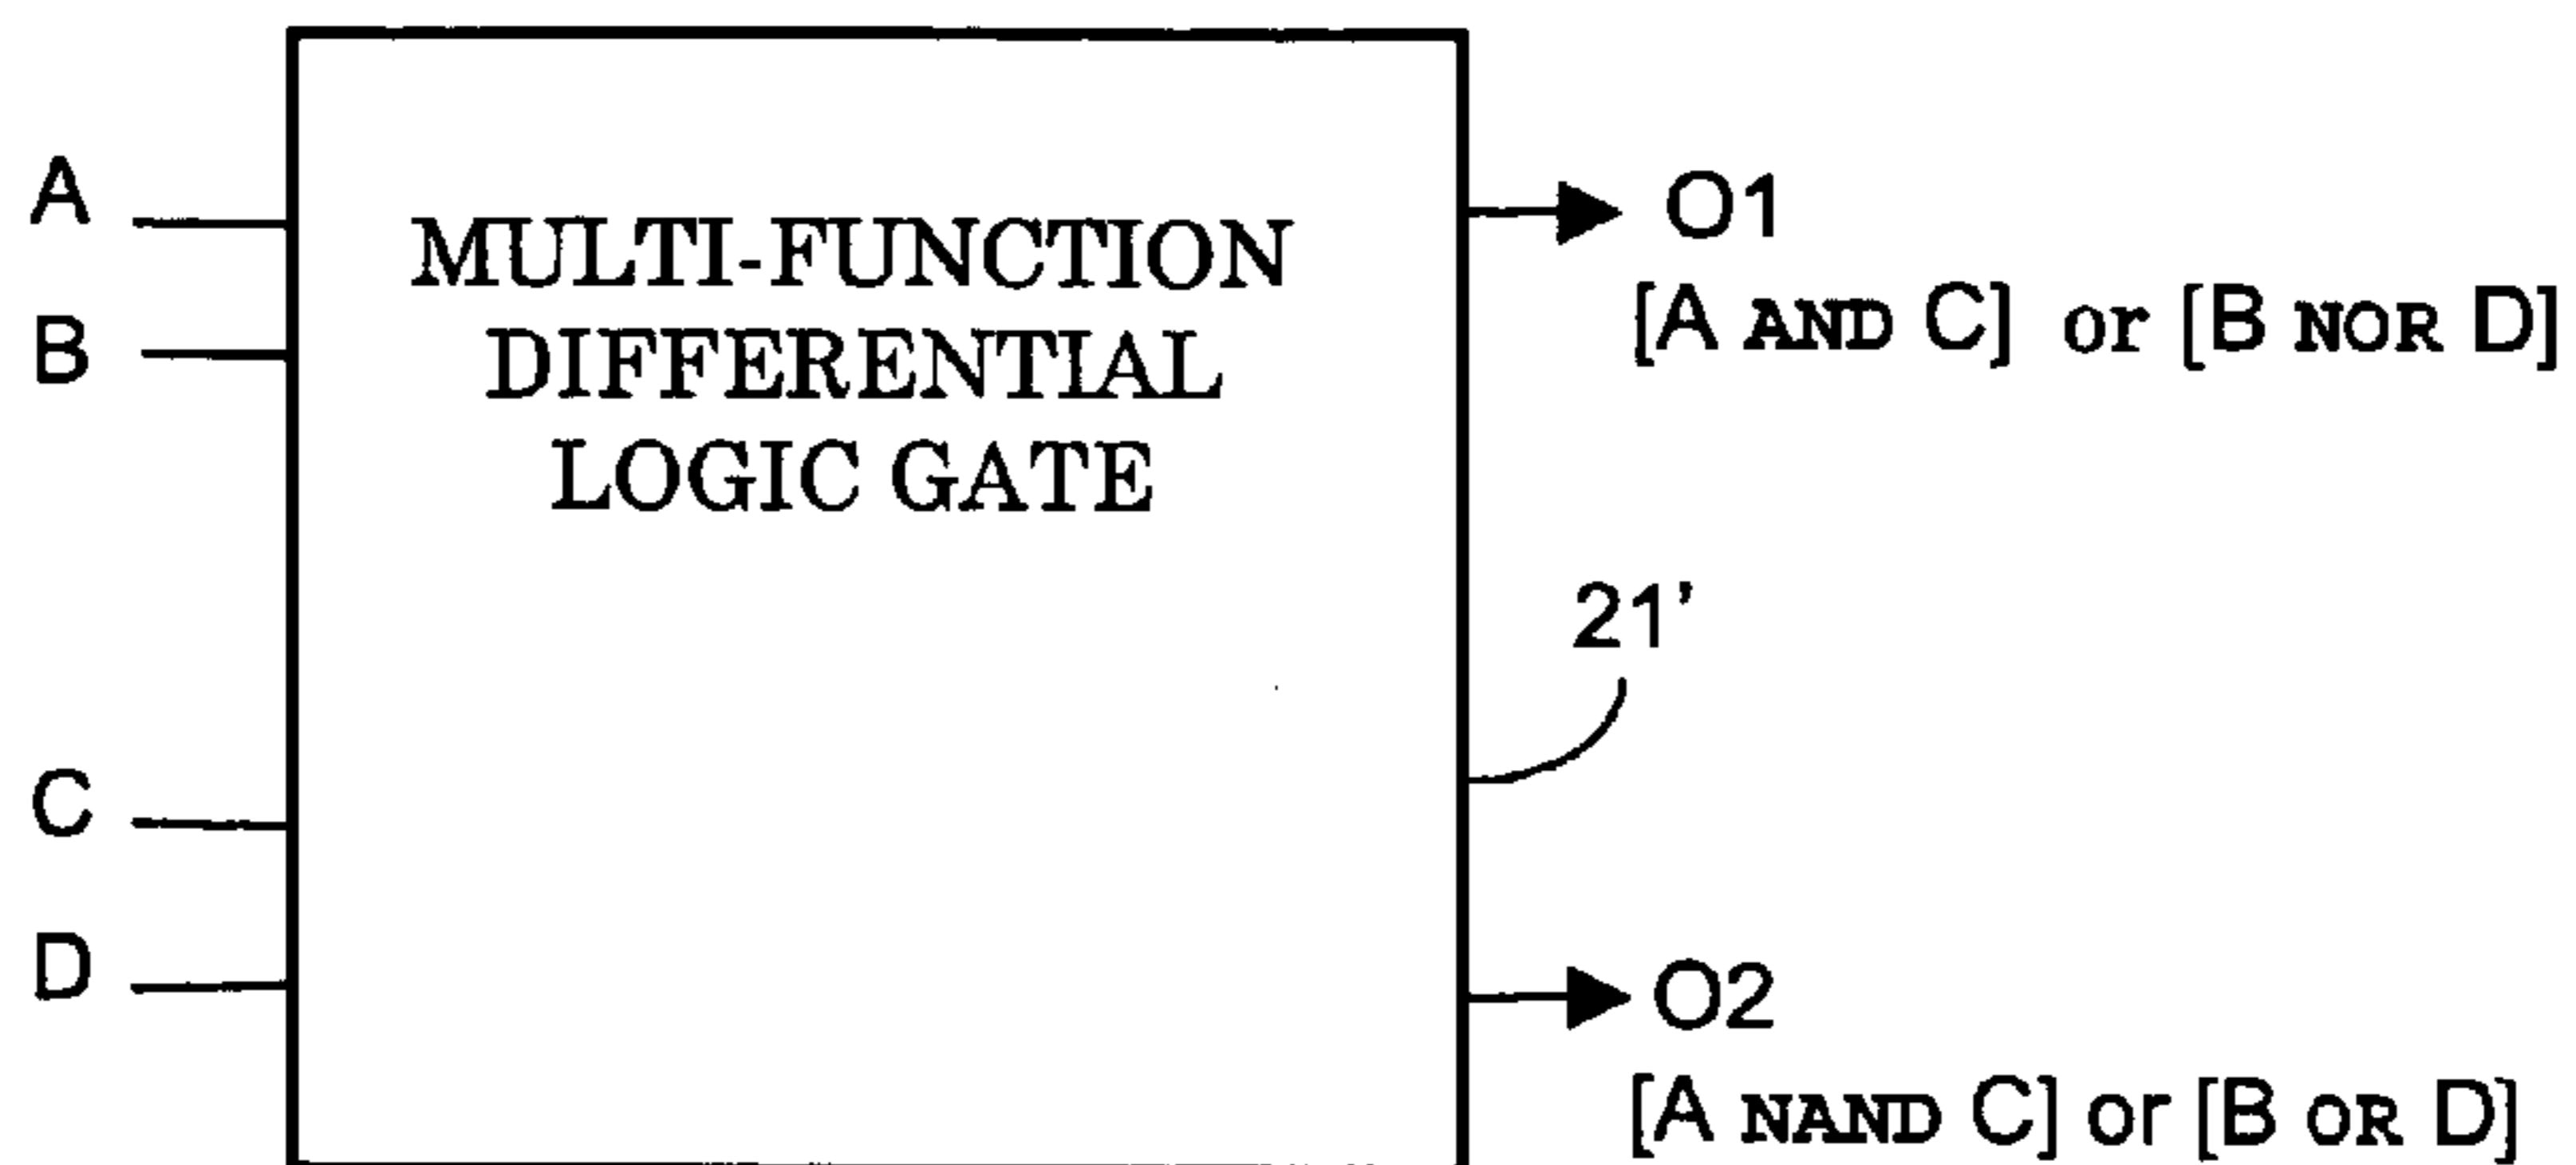 A
B
MULTI-FUNCTION
DIFFERENTIAL
LOGIC GATE
O1
[A AND C] or [B NOR D]
21’
C
D
O2
[A NAND C] or [B OR D]